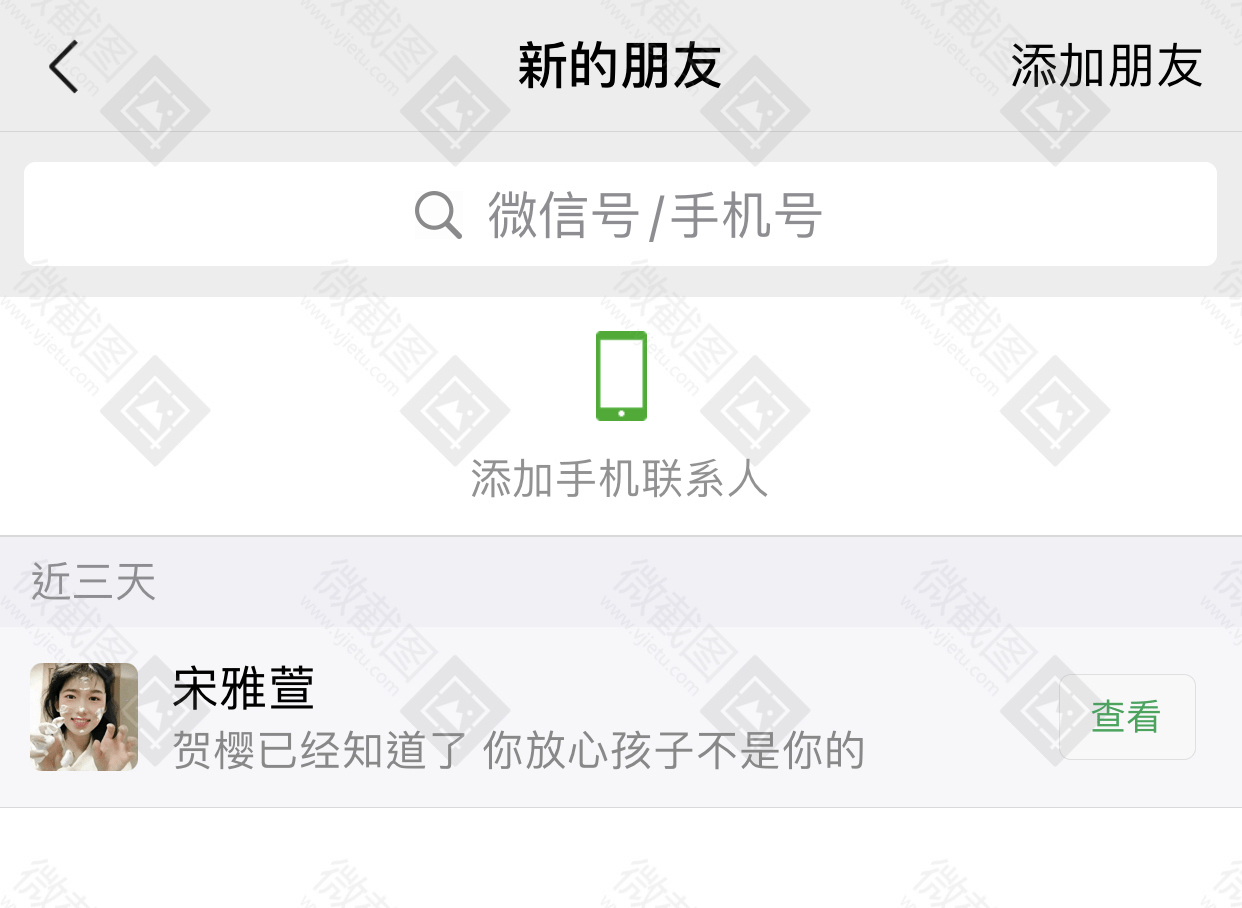 新的朋友 添加朋友
微信号/手机号
添加手机联系人
近三天
宋雅萱
贺樱已经知道了 你放心孩子不是你的
查看
微截图
www.vjietu.com